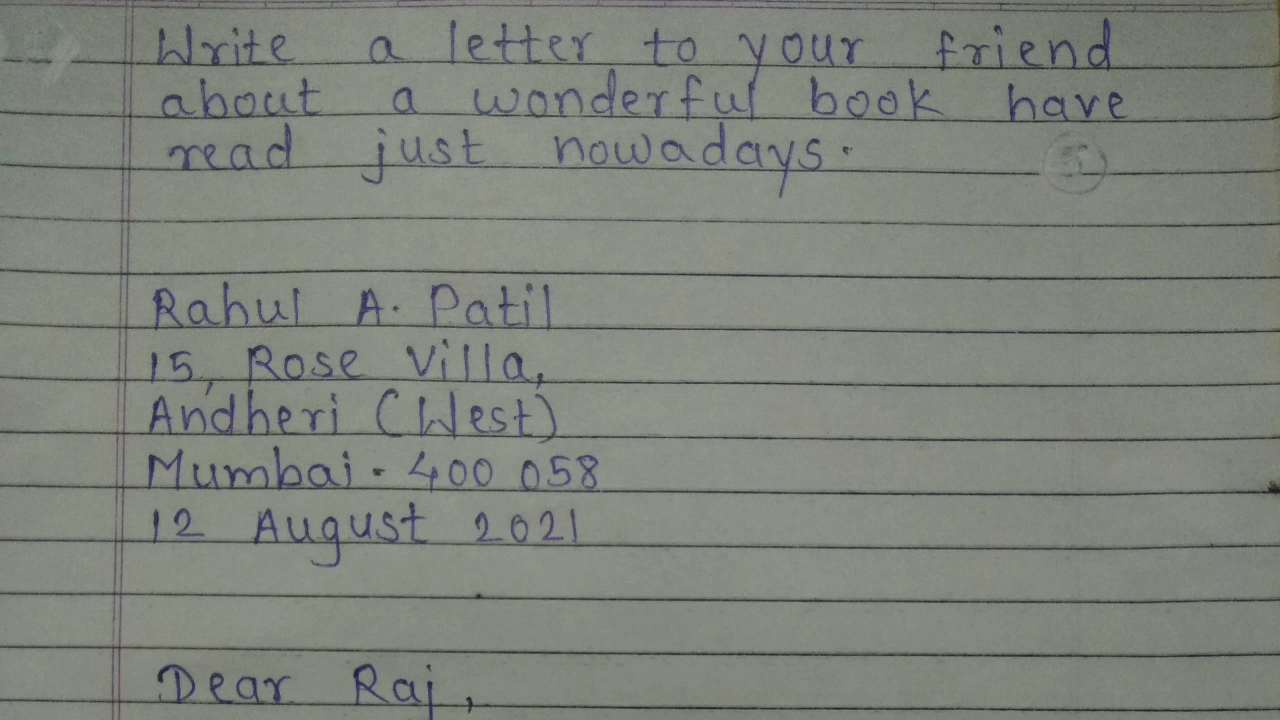 Write a letter to your friend
about a wonderful book have
read just nowadays.
Rahul A. Patil
15, Rose Villa,
Andheri (West)
Mumbai - 400 058
12 August 2021
Dear Raj,